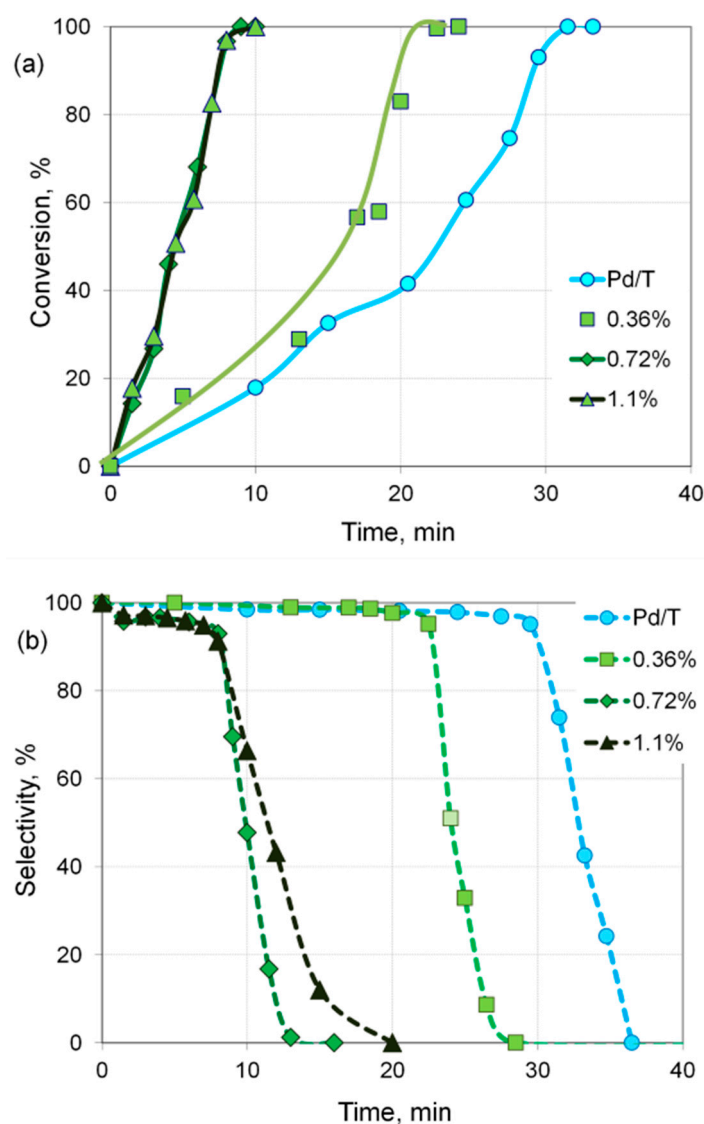 (a)
Conversion, %
100
80
60
40
20
0
0 10 20 30 40
Time, min
Pd/T
0.36%
0.72%
1.1%
(b)
Selectivity, %
100
80
60
40
20
0
0 10 20 30 40
Time, min
Pd/T
0.36%
0.72%
1.1%